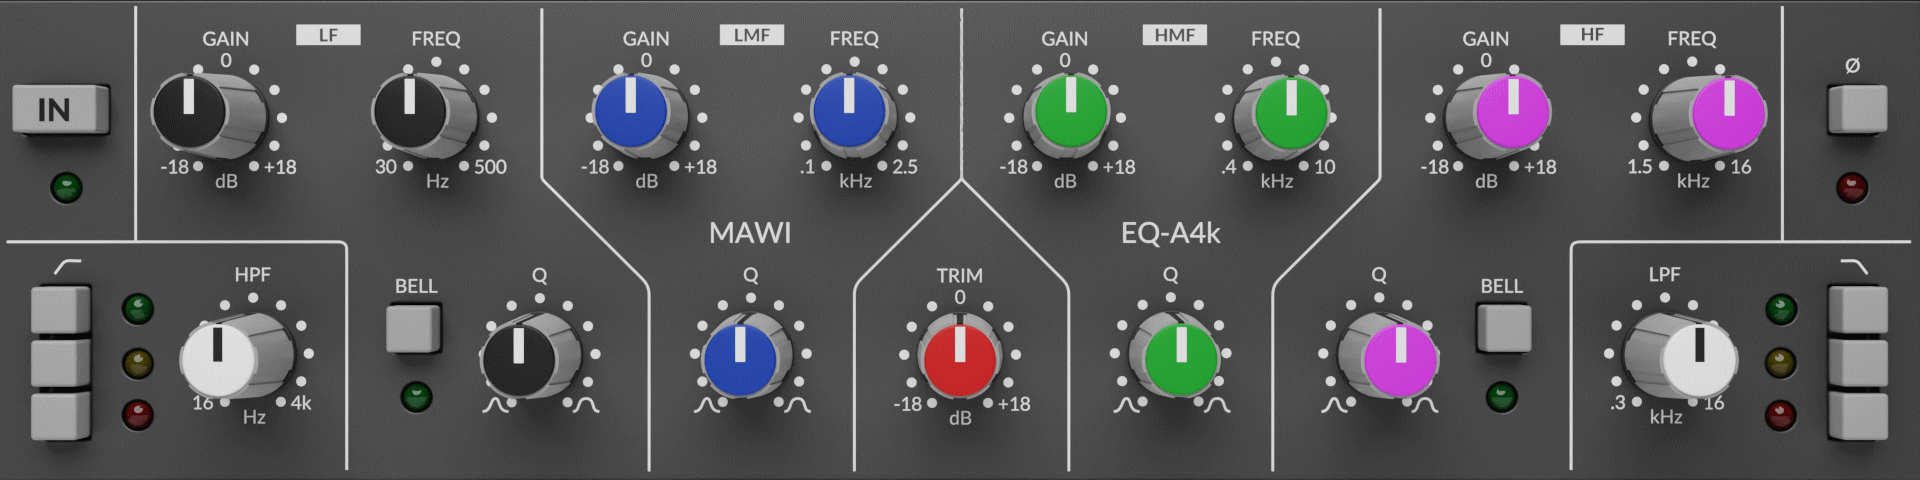 GAIN LF FREQ
0
-18 +18
dB
30 500
Hz
GAIN LMF FREQ
0
-18 +18
dB
.1 2.5
kHz
GAIN HMF FREQ
0
-18 +18
dB
.4 10
kHz
GAIN HF FREQ
0
-18 +18
dB
1.5 16
kHz
IN
Ø
MAWI
EQ-A4k
HPF
16 4k
Hz
BELL
Q
Q
TRIM
0
-18 +18
dB
Q
Q
BELL
LPF
.3 16
kHz